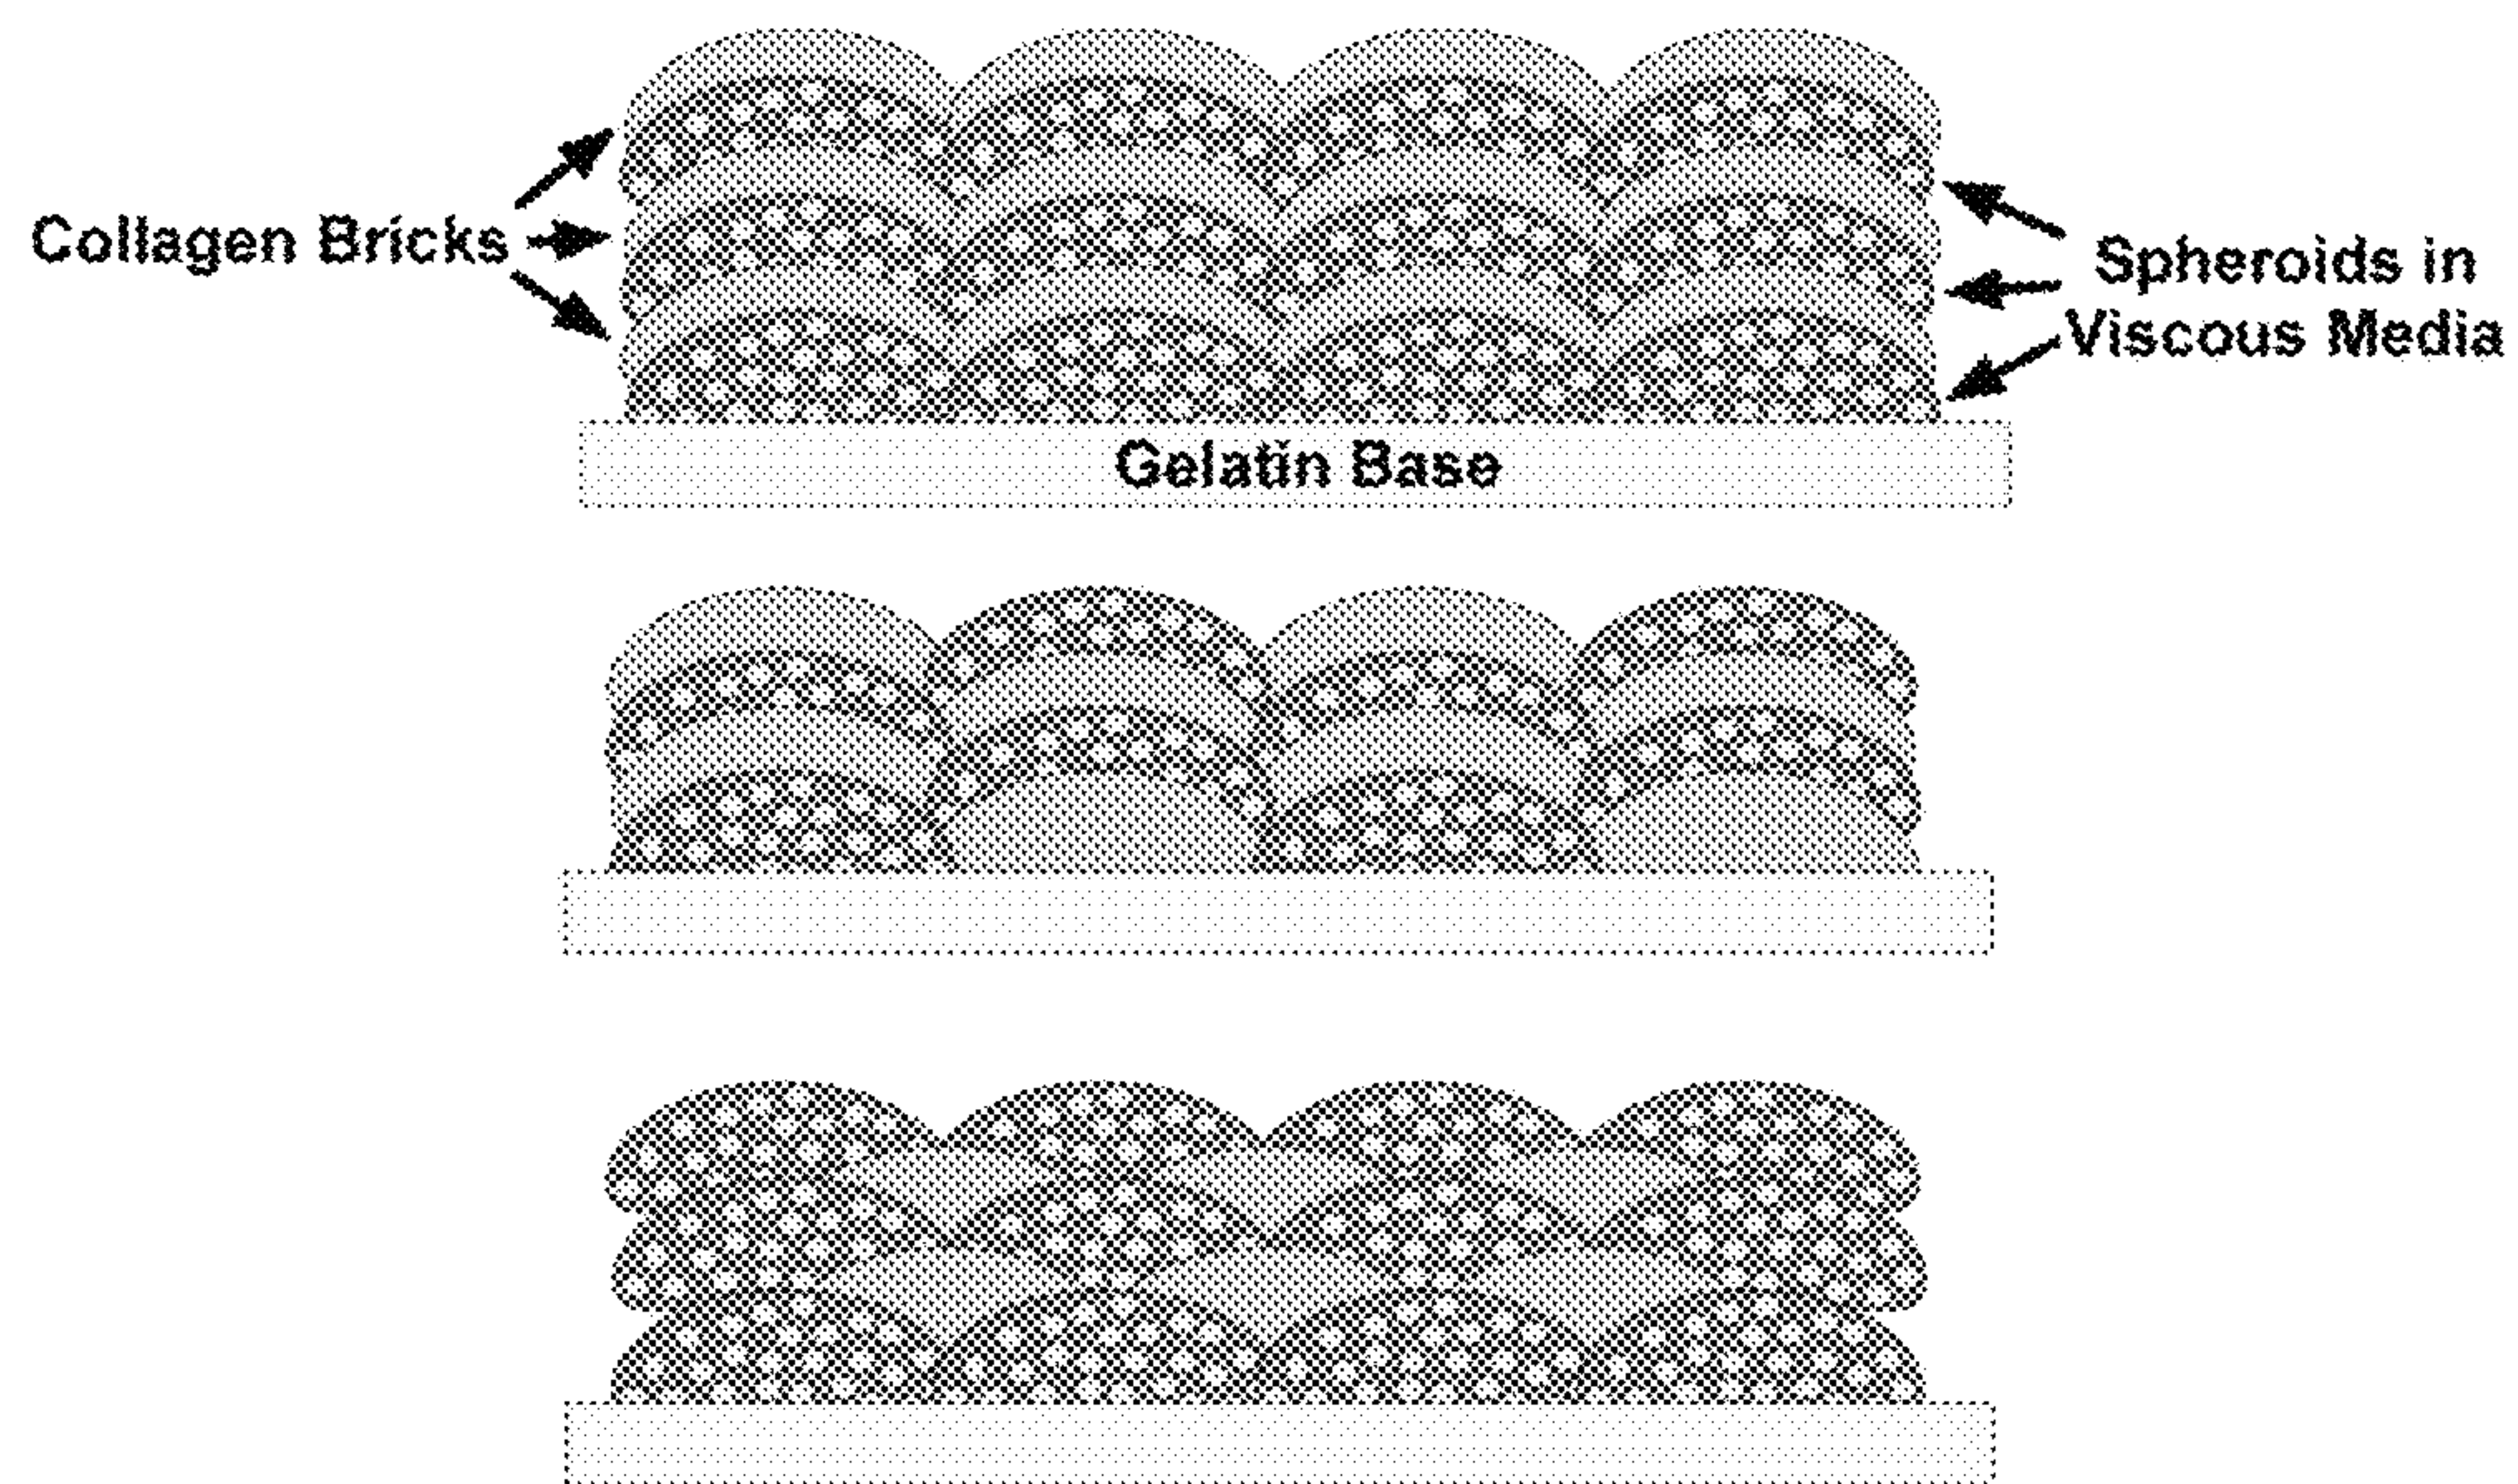 Collagen Bricks
Spheroids in
Viscous Media
Gelatin Base